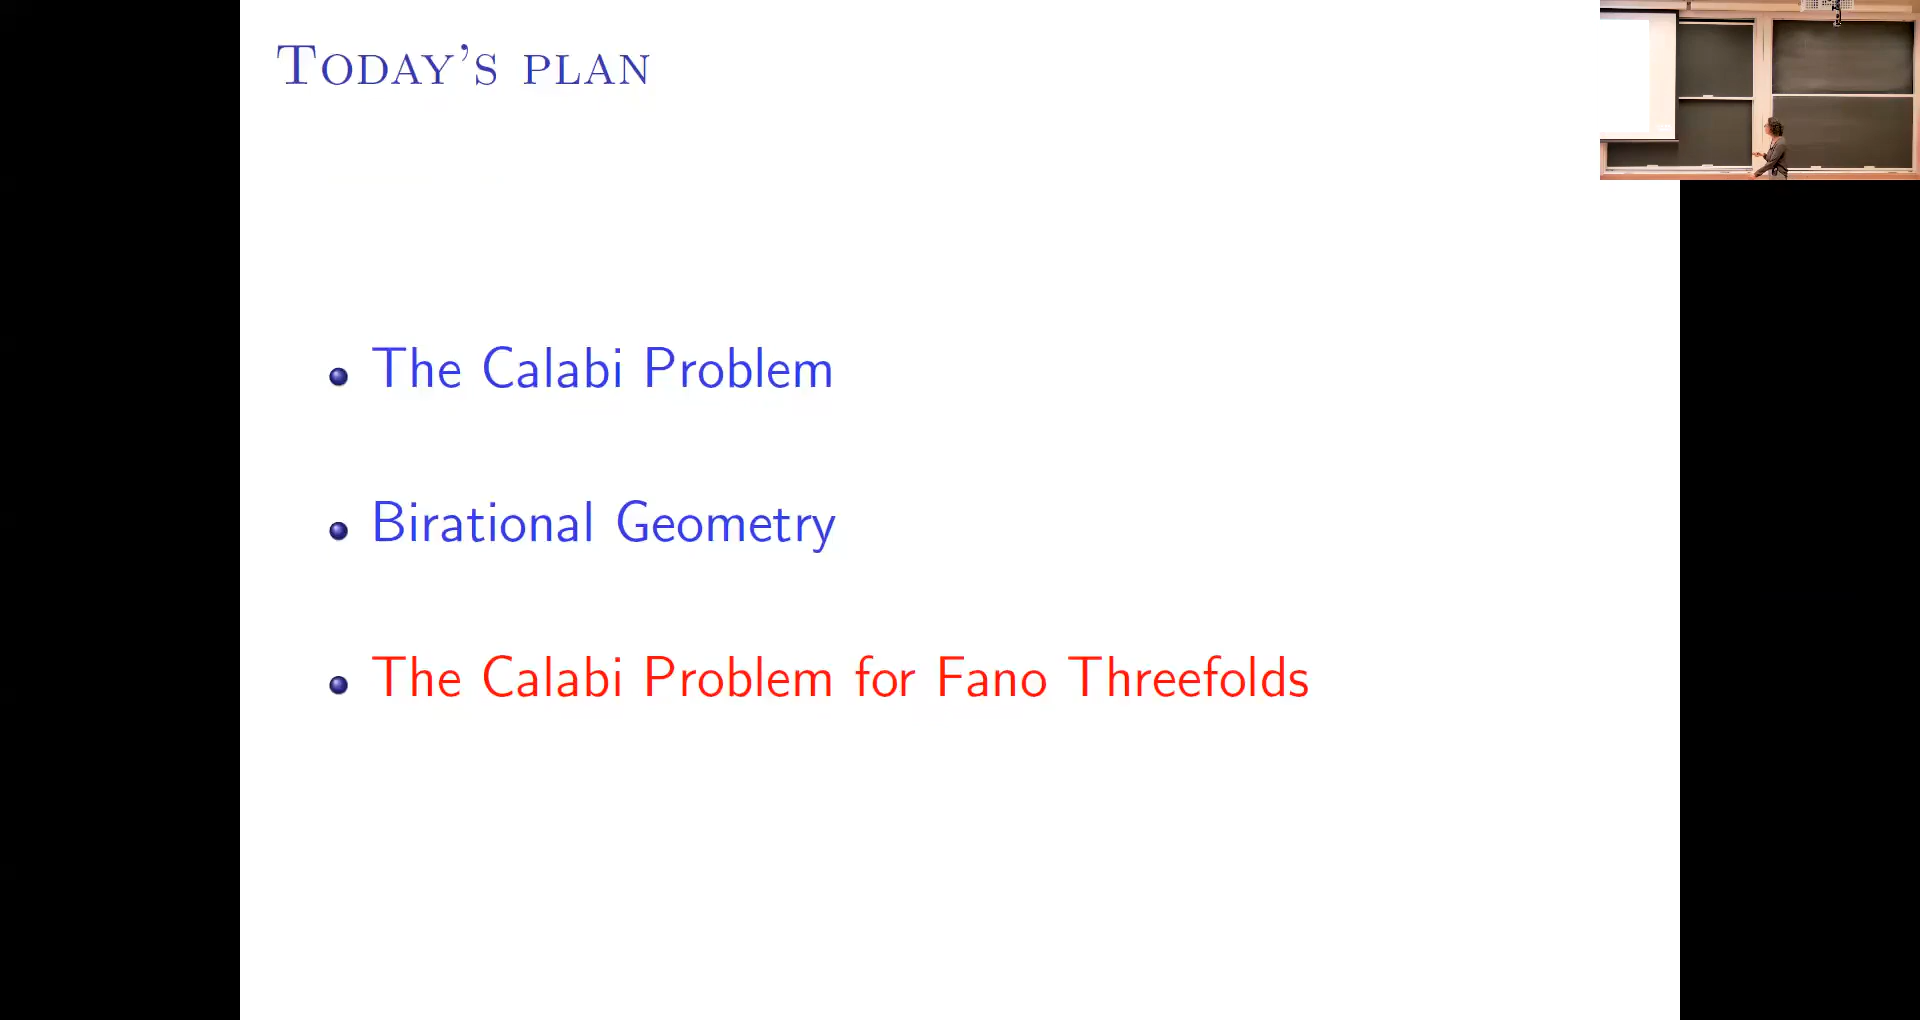 Today's plan
The Calabi Problem
Birational Geometry
The Calabi Problem for Fano Threefolds